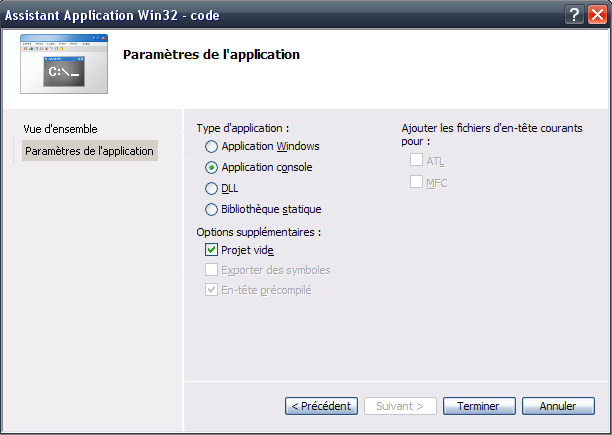 Assistant Application Win32 - code
C:\_
Paramètres de l'application
Vue d'ensemble
Paramètres de l'application
Type d'application :
Application Windows
Application console
DLL
Bibliothèque statique
Options supplémentaires :
Projet vide
Exporter des symboles
En-tête précompilé
Ajouter les fichiers d'en-tête courants
pour :
ATL
MFC
< Précédent
Suivant >
Terminer
Annuler